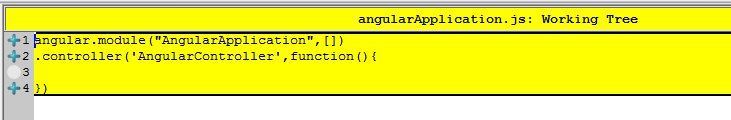 angularApplication.js: Working Tree
1 angular.module("AngularApplication",[])
2 .controller('AngularController',function(){
3
4 })